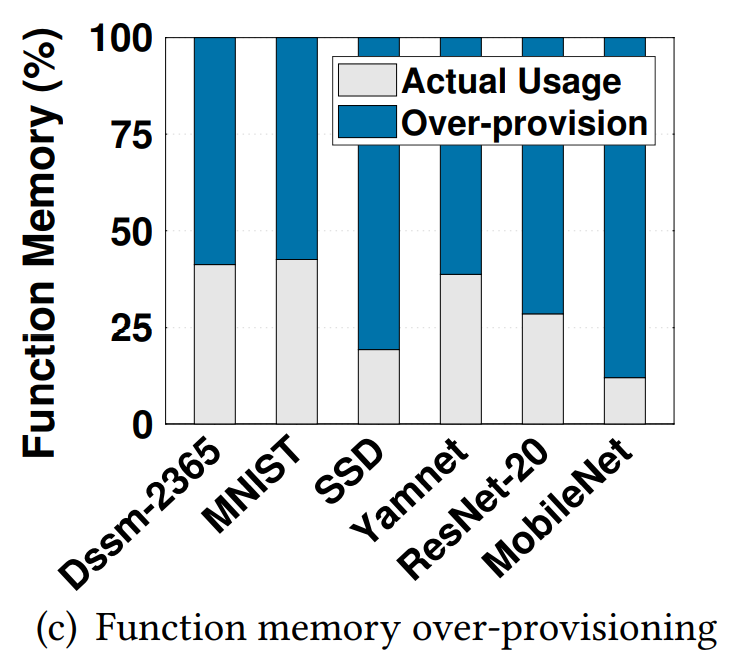 Function Memory (%)
100
75
50
25
0
Actual Usage
Over-provision
Dssm-2365
MNIST
SSD
Yamnet
ResNet-20
MobileNet
(c) Function memory over-provisioning